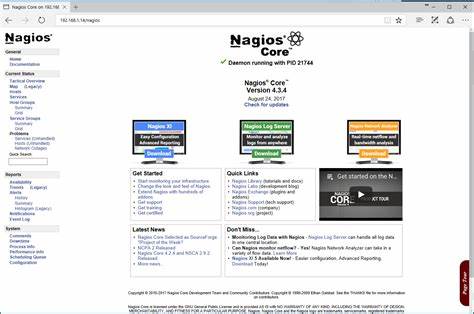 Nagios Core on 192.168
192.168.1.14/nagios
Nagios®
General
Home
Documentation
Current Status
Tactical Overview
Map (Legacy)
Hosts
Services
Host Groups
Summary
Grid
Service Groups
Summary
Grid
Problems
Services (Unhandled)
Hosts (Unhandled)
Network Outages
Quick Search:
Reports
Availability
Trends (Legacy)
Alerts
History
Summary
Histogram (Legacy)
Notifications
Event Log
System
Comments
Downtime
Process Info
Performance Info
Scheduling Queue
Configuration
Nagios®
Core™
Daemon running with PID 21744
Nagios® Core™
Version 4.3.4
August 24, 2017
Check for updates
Nagios XI
Easy Configuration
Advanced Reporting
Download
Nagios Log Server
Monitor and analyze
logs from anywhere
Download
Nagios Network Analyzer
Real-time netflow and
bandwidth analysis
Download
Get Started
Start monitoring your infrastructure
Change the look and feel of Nagios
Extend Nagios with hundreds of
addons
Get support
Get training
Get certified
Quick Links
Nagios Library (tutorials and docs)
Nagios Labs (development blog)
Nagios Exchange (plugins and
addons)
Nagios Support (tech support)
Nagios.com (company)
Nagios.org (project)
Get started on the N
CORE
PRODUCT TOUR
Latest News
Nagios Core Selected as SourceForge
"Project of the Week"
NCPA 2 Released
Nagios Core 4.2.4 and NSCA 2.9.2
Released
More news...
Don't Miss...
Monitoring Log Data with Nagios - Nagios Log Server can handle all log data
in one central location.
Can Nagios monitor netflow? - Yes! Nagios Network Analyzer can take in a
variety of flow data. Learn More
Nagios XI 5 Available Now! - Easier configuration, Advanced Reporting,
Download Today!
Copyright © 2010-2017 Nagios Core Development Team and Community Contributors. Copyright © 1999-2009 Ethan Galstad. See the THANKS file for more information
on contributors.
Nagios Core is licensed under the GNU General Public License and is provided AS IS with NO WARRANTY OF ANY KIND, INCLUDING THE WARRANTY OF DESIGN,
MERCHANTABILITY, AND FITNESS FOR A PARTICULAR PURPOSE. Nagios, Nagios Core and the Nagios logo are trademarks, servicemarks, registered trademarks
Page Tour